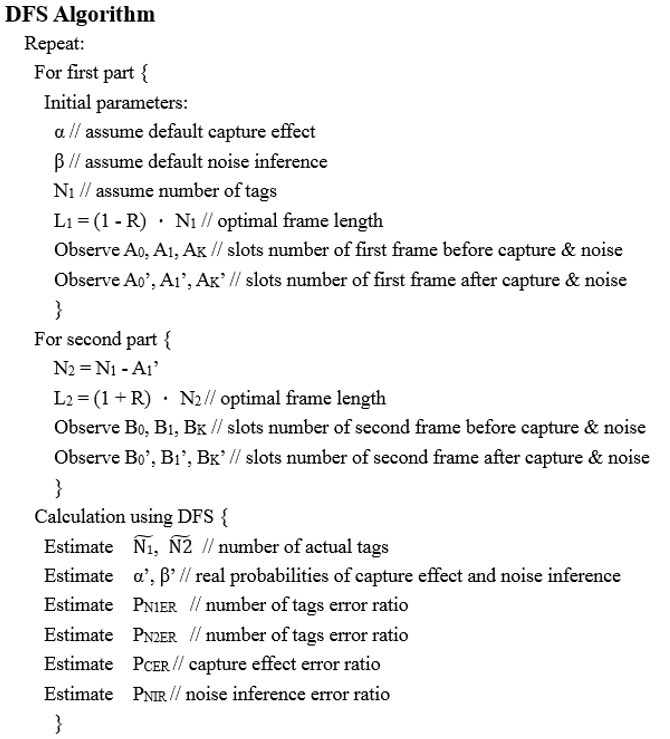 DFS Algorithm
Repeat:
For first part {
Initial parameters:
α // assume default capture effect
β // assume default noise inference
N1 // assume number of tags
L1 = (1 - R) · N1 // optimal frame length
Observe A0, A1, AK // slots number of first frame before capture & noise
Observe A0’, A1’, AK’ // slots number of first frame after capture & noise
}
For second part {
N2 = N1 - A1’
L2 = (1 + R) · N2 // optimal frame length
Observe B0, B1, BK // slots number of second frame before capture & noise
Observe B0’, B1’, BK’ // slots number of second frame after capture & noise
}
Calculation using DFS {
Estimate Ñ1, Ñ2 // number of actual tags
Estimate α’, β’ // real probabilities of capture effect and noise inference
Estimate PN1ER // number of tags error ratio
Estimate PN2ER // number of tags error ratio
Estimate PCER // capture effect error ratio
Estimate PNIR // noise inference error ratio
}